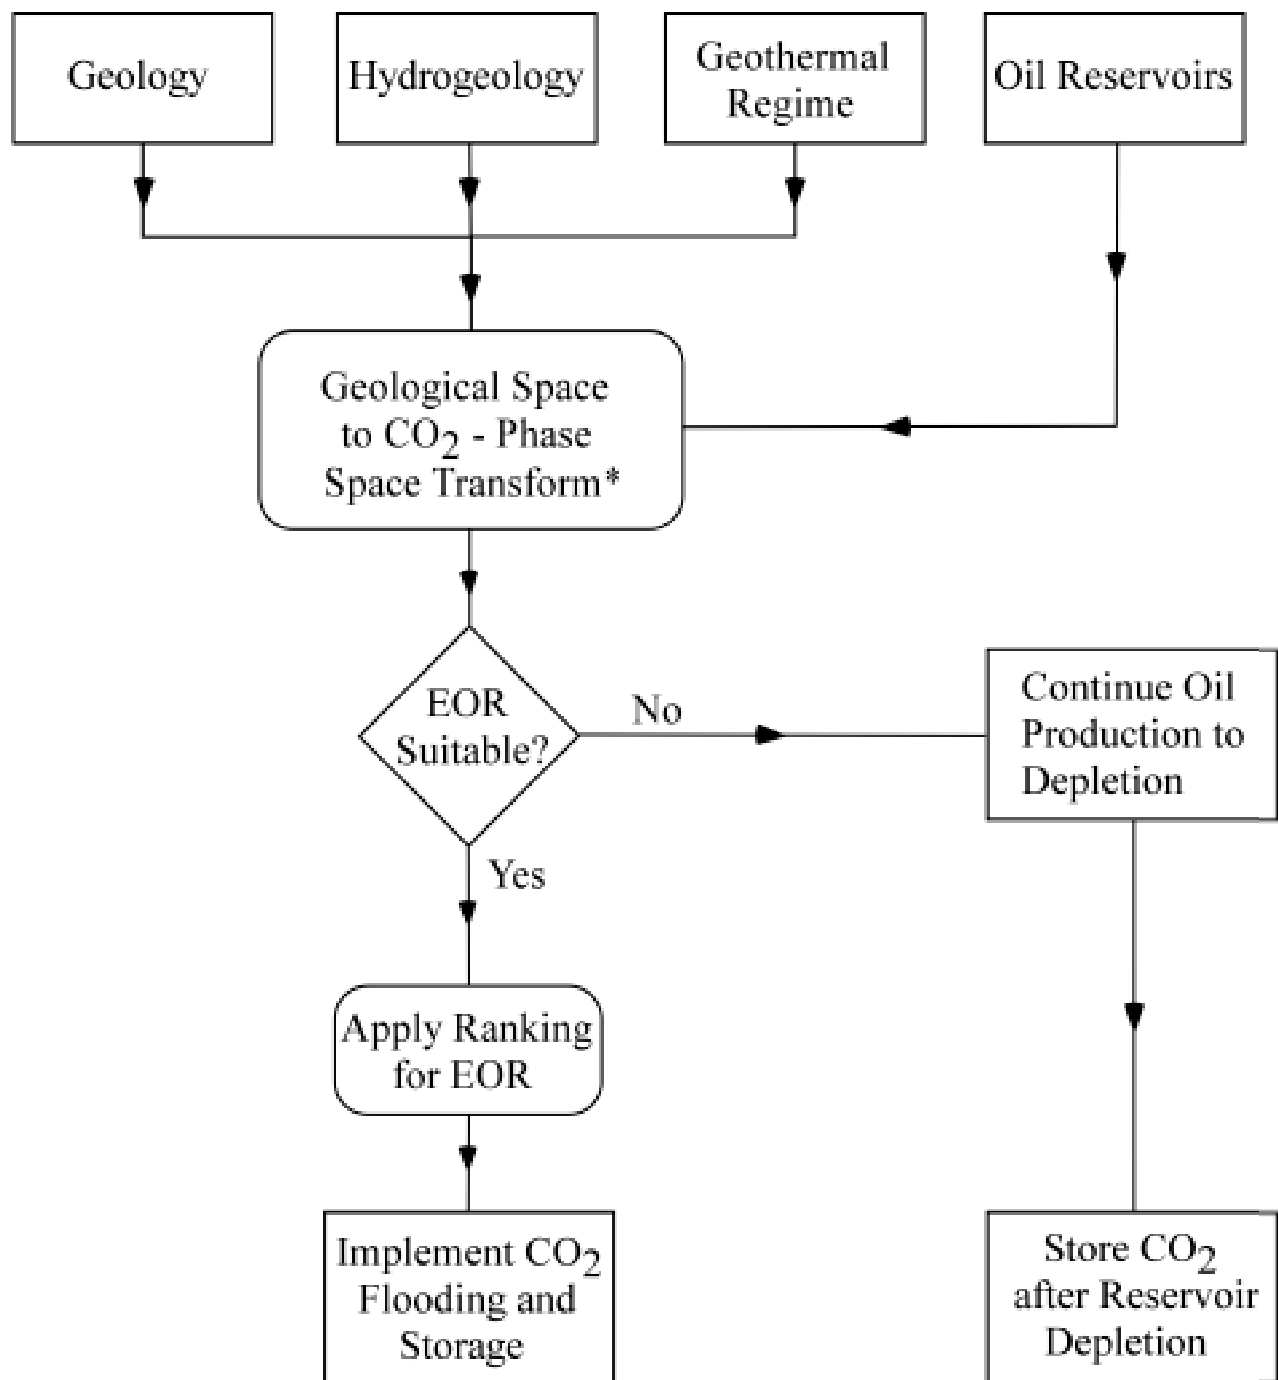 Geology
Hydrogeology
Geothermal
Regime
Oil Reservoirs
Geological Space
to CO2 - Phase
Space Transform*
EOR
Suitable?
No
Continue Oil
Production to
Depletion
Yes
Apply Ranking
for EOR
Implement CO2
Flooding and
Storage
Store CO2
after Reservoir
Depletion